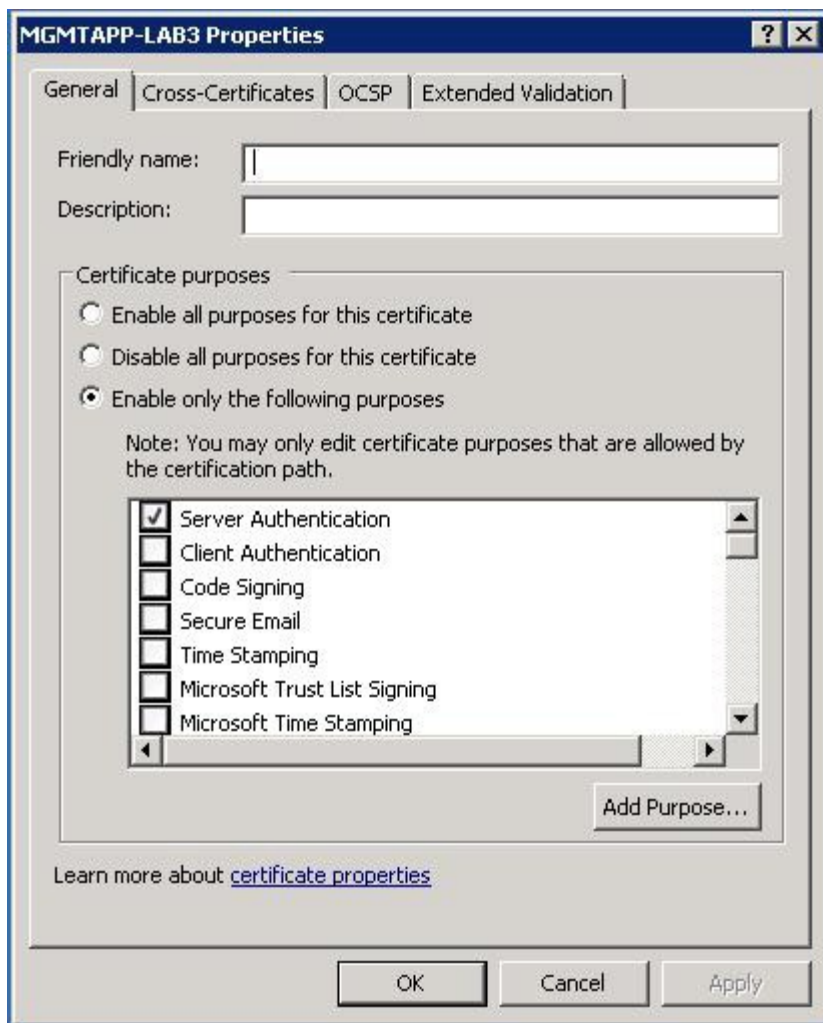 MGMTAPP-LAB3 Properties
General Cross-Certificates OCSP Extended Validation
Friendly name:
Description:
Certificate purposes
Enable all purposes for this certificate
Disable all purposes for this certificate
Enable only the following purposes
Note: You may only edit certificate purposes that are allowed by
the certification path.
Server Authentication
Client Authentication
Code Signing
Secure Email
Time Stamping
Microsoft Trust List Signing
Microsoft Time Stamping
Add Purpose...
Learn more about certificate properties
OK Cancel Apply